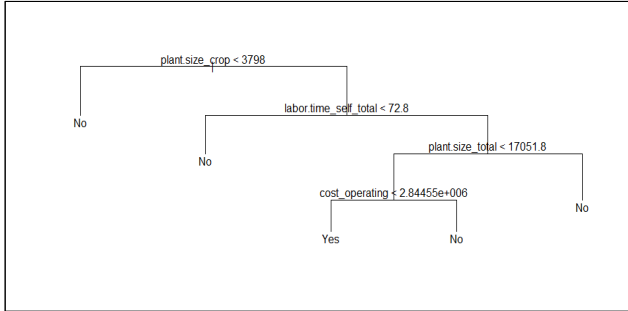 plant.size_crop < 3798
labor.time_self_total < 72.8
No
plant.size_total < 17051.8
No
cost_operating < 2.84455e+006
No
Yes
No